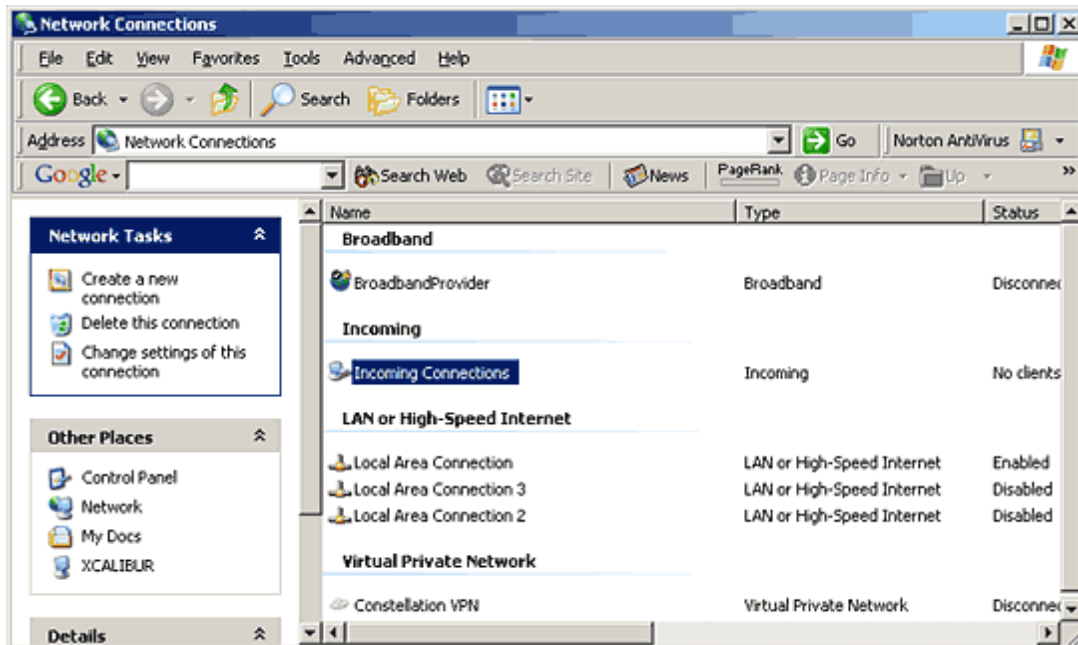 Network Connections
File Edit View Favorites Tools Advanced Help
Back Search Folders
Address Network Connections Go Norton AntiVirus
Google Search Web Search Site News PageRank Page Info Up »
Network Tasks
Create a new
connection
Delete this connection
Change settings of this
connection
Other Places
Control Panel
Network
My Docs
XCALIBUR
Details
Name Type Status
Broadband
BroadbandProvider Broadband Disconnec
Incoming
Incoming Connections Incoming No clients
LAN or High-Speed Internet
Local Area Connection LAN or High-Speed Internet Enabled
Local Area Connection 3 LAN or High-Speed Internet Disabled
Local Area Connection 2 LAN or High-Speed Internet Disabled
Virtual Private Network
Constellation VPN Virtual Private Network Disconnec